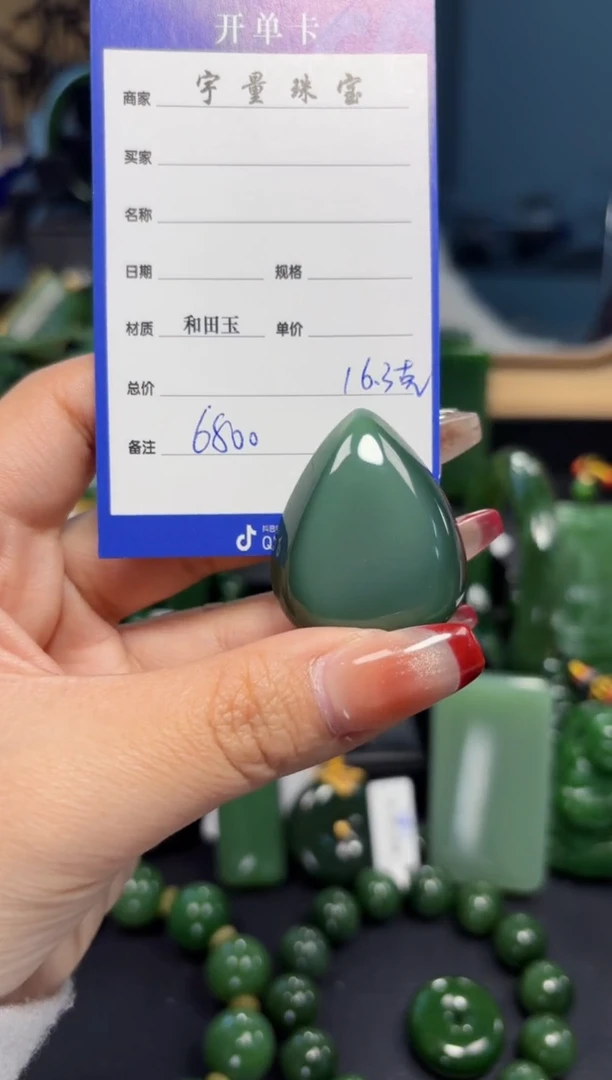 开单卡
商家 宇量珠宝
买家
名称
日期 规格
材质 和田玉 单价
总价 16.3克
备注 6800